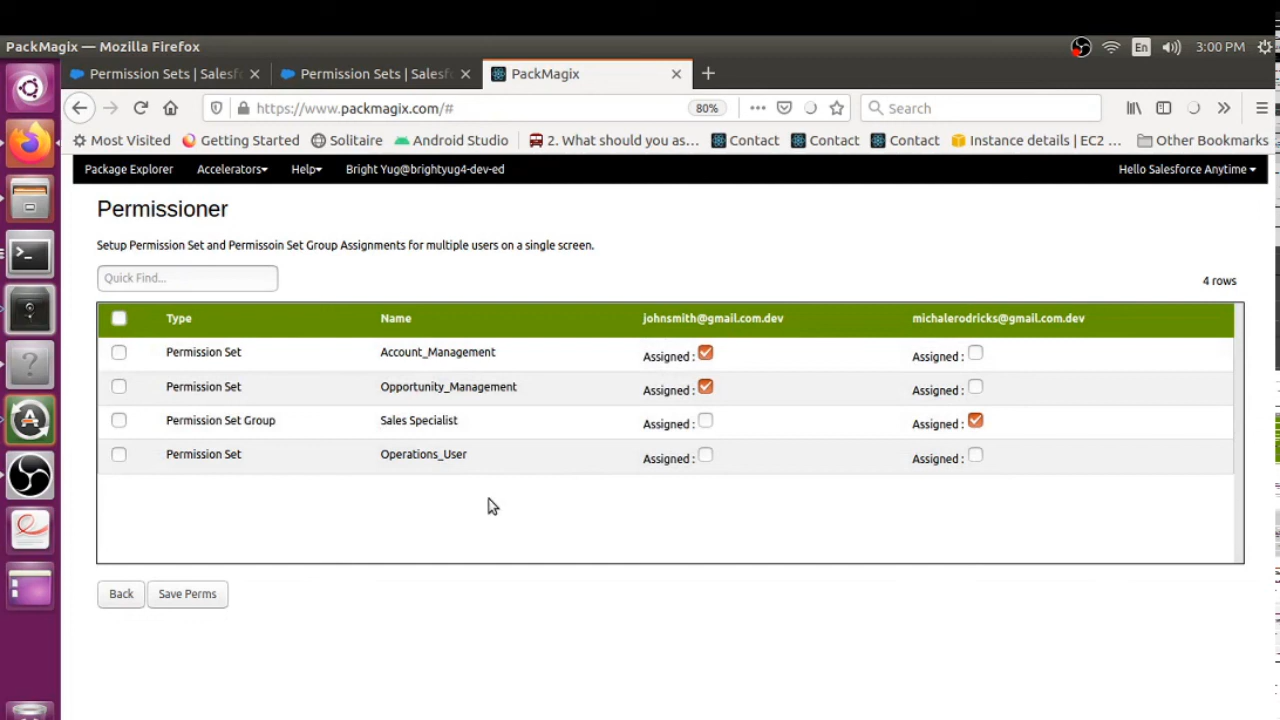 PackMagix — Mozilla Firefox
En
3:00 PM
Permission Sets | Salesf
Permission Sets | Salesf
PackMagix
https://www.packmagix.com/#
80%
Search
Most Visited
Getting Started
Solitaire
Android Studio
2. What should you as...
Contact
Contact
Contact
Instance details | EC2 ...
Other Bookmarks
Package Explorer
Accelerators
Help
Bright Yug@brightyug4-dev-ed
Hello Salesforce Anytime
Permissioner
Setup Permission Set and Permissoin Set Group Assignments for multiple users on a single screen.
Quick Find...
4 rows
Type Name johnsmith@gmail.com.dev michalerodricks@gmail.com.dev
Permission Set Account_Management Assigned : Assigned :
Permission Set Opportunity_Management Assigned : Assigned :
Permission Set Group Sales Specialist Assigned : Assigned :
Permission Set Operations_User Assigned : Assigned :
Back
Save Perms